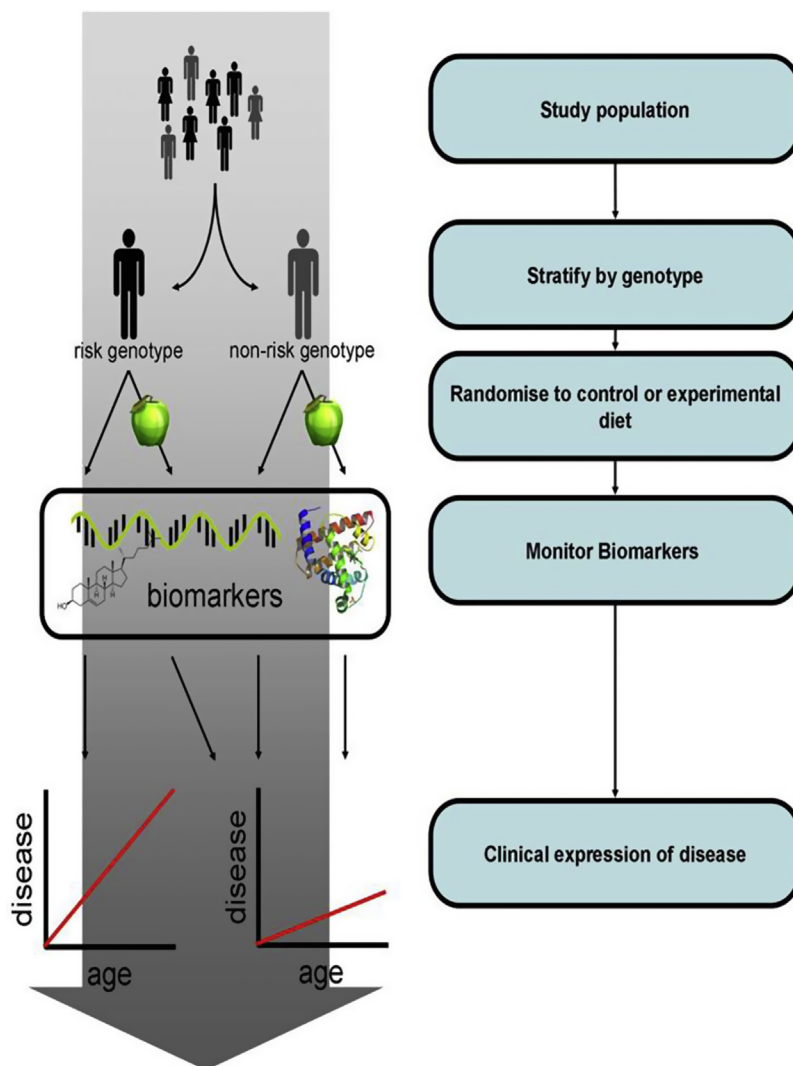 Study population
Stratify by genotype
risk genotype
non-risk genotype
Randomise to control or experimental
diet
Monitor Biomarkers
HO
H
H
H
biomarkers
disease
age
disease
age
Clinical expression of disease